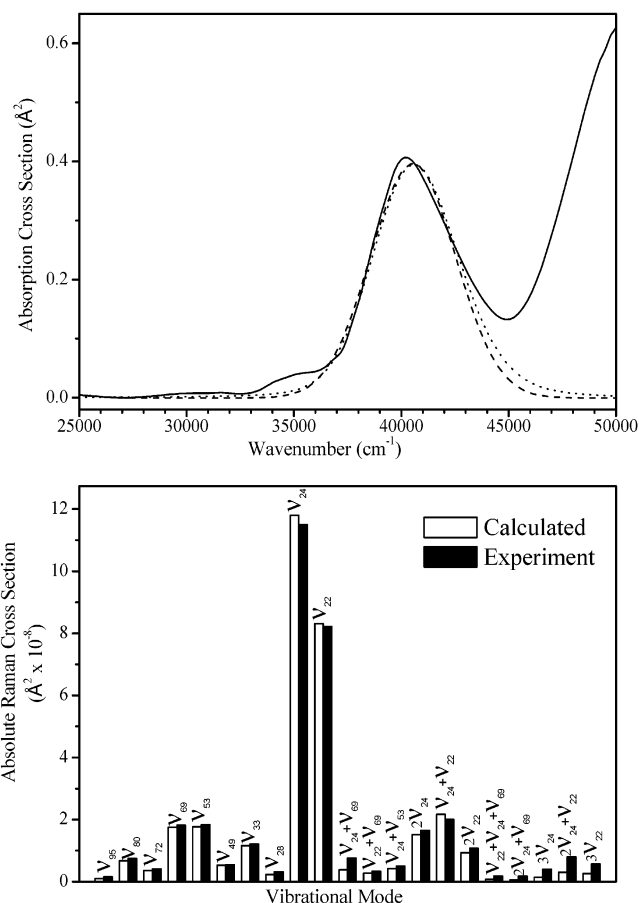 0.6
0.4
0.2
0.0
Absorption Cross Section (Å²)
25000 30000 35000 40000 45000 50000
Wavenumber (cm⁻¹)
12
10
8
6
4
2
0
Absolute Raman Cross Section
(Å² x 10⁻⁸)
Calculated
Experiment
ν₉₅
ν₈₀
ν₇₂
ν₆₉
ν₅₃
ν₄₉
ν₃₃
ν₂₈
ν₂₄
ν₂₂
ν₂₄+ν₆₉
ν₂₂+ν₆₉
ν₂₄+ν₅₃
2ν₂₄
ν₂₄+ν₂₂
2ν₂₂
ν₂₂+ν₂₄+ν₆₉
2ν₂₄+ν₆₉
3ν₂₄
2ν₂₄+ν₂₂
3ν₂₂
Vibrational Mode